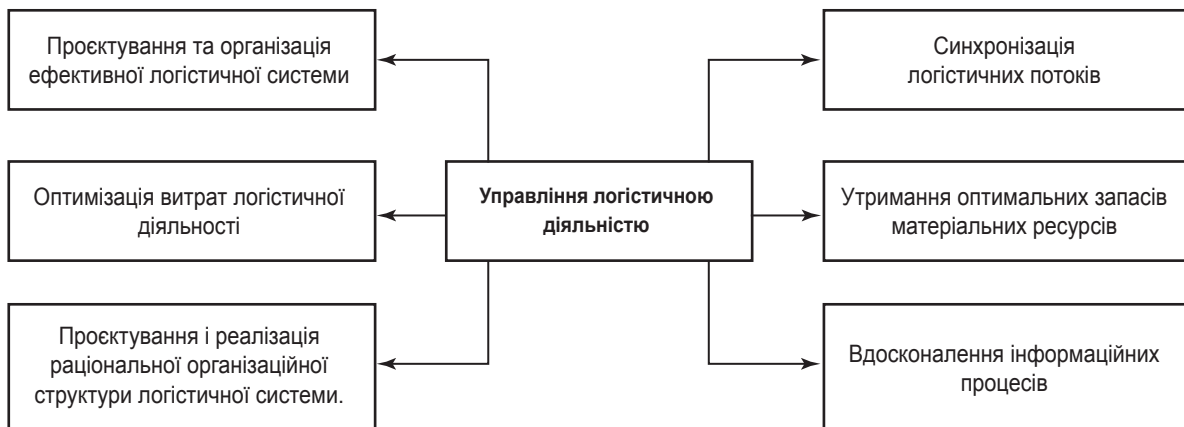 Проєктування та організація
ефективної логістичної системи
Синхронізація
логістичних потоків
Оптимізація витрат логістичної
діяльності
Управління логістичною
діяльністю
Утримання оптимальних запасів
матеріальних ресурсів
Проєктування і реалізація
раціональної організаційної
структури логістичної системи.
Вдосконалення інформаційних
процесів